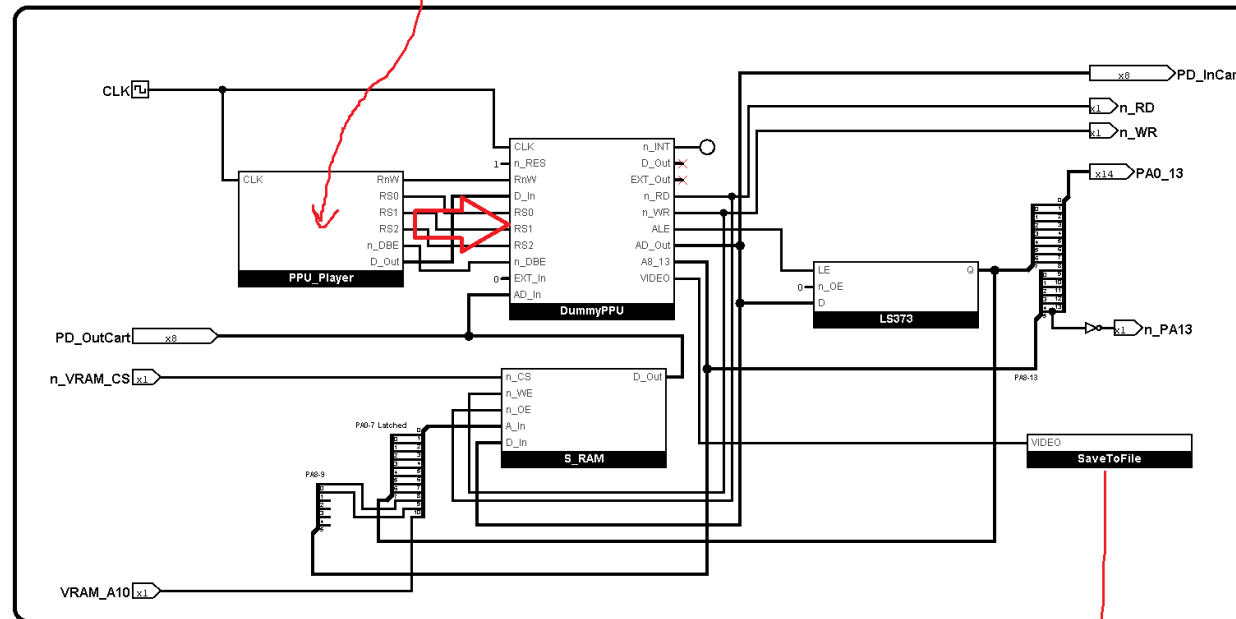 CLK
PD_InCart
n_RD
n_WR
x8
x1
x1
x14
PA0_13
CLK
RnW
RS0
RS1
RS2
n_DBE
D_Out
PPU_Player
CLK
1
n_RES
RnW
D_In
RS0
RS1
RS2
n_DBE
0
EXT_In
AD_In
n_INT
D_Out
EXT_Out
n_RD
n_WR
ALE
AD_Out
A8_13
VIDEO
DummyPPU
LE
0
n_OE
D
Q
LS373
x1
n_PA13
PA8-13
PD_OutCart
x8
n_VRAM_CS
x1
n_CS
n_WE
n_OE
A_In
D_In
D_Out
S_RAM
PA0-7 Latched
PA8-9
VIDEO
SaveToFile
VRAM_A10
x1